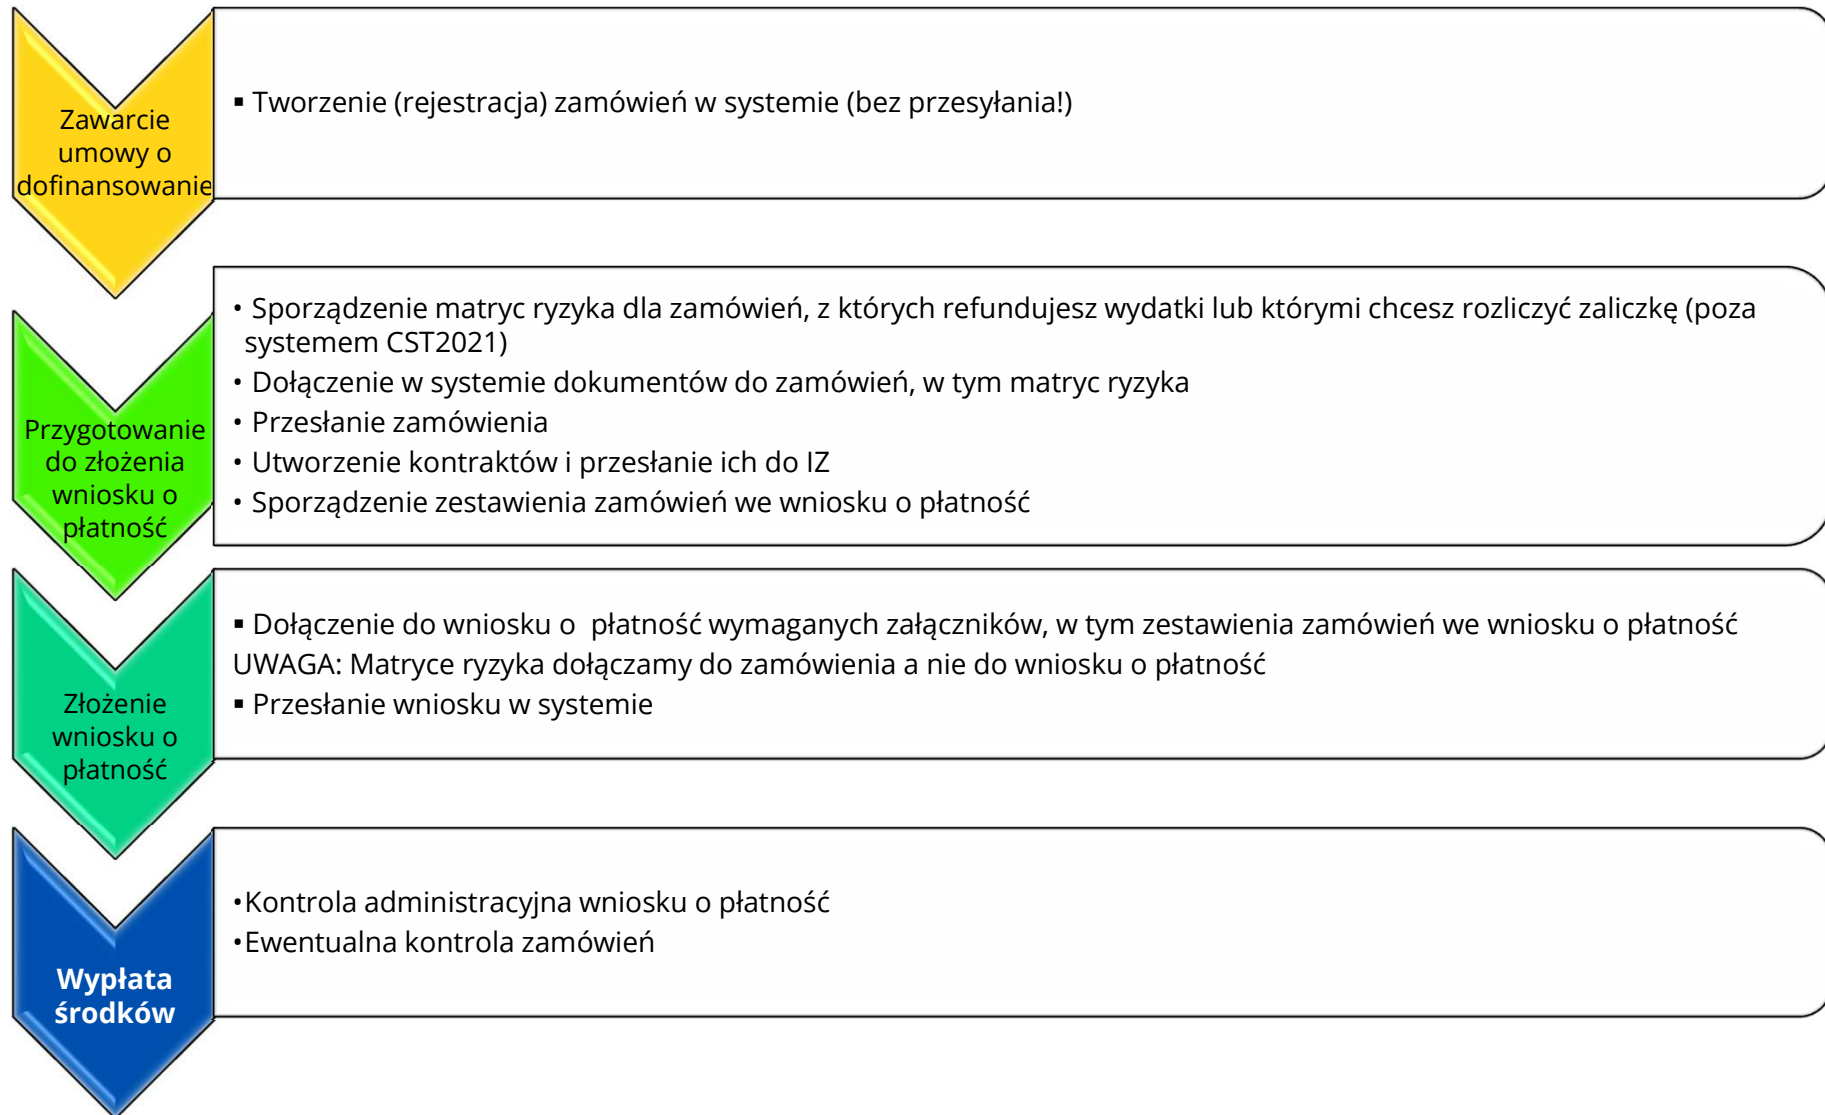 Zawarcie
umowy o
dofinansowanie
▪ Tworzenie (rejestracja) zamówień w systemie (bez przesyłania!)
Przygotowanie
do złożenia
wniosku o
płatność
• Sporządzenie matryc ryzyka dla zamówień, z których refundujesz wydatki lub którymi chcesz rozliczyć zaliczkę (poza
systemem CST2021)
• Dołączenie w systemie dokumentów do zamówień, w tym matryc ryzyka
• Przesłanie zamówienia
• Utworzenie kontraktów i przesłanie ich do IZ
• Sporządzenie zestawienia zamówień we wniosku o płatność
Złożenie
wniosku o
płatność
▪ Dołączenie do wniosku o płatność wymaganych załączników, w tym zestawienia zamówień we wniosku o płatność
UWAGA: Matryce ryzyka dołączamy do zamówienia a nie do wniosku o płatność
▪ Przesłanie wniosku w systemie
Wypłata
środków
•Kontrola administracyjna wniosku o płatność
•Ewentualna kontrola zamówień